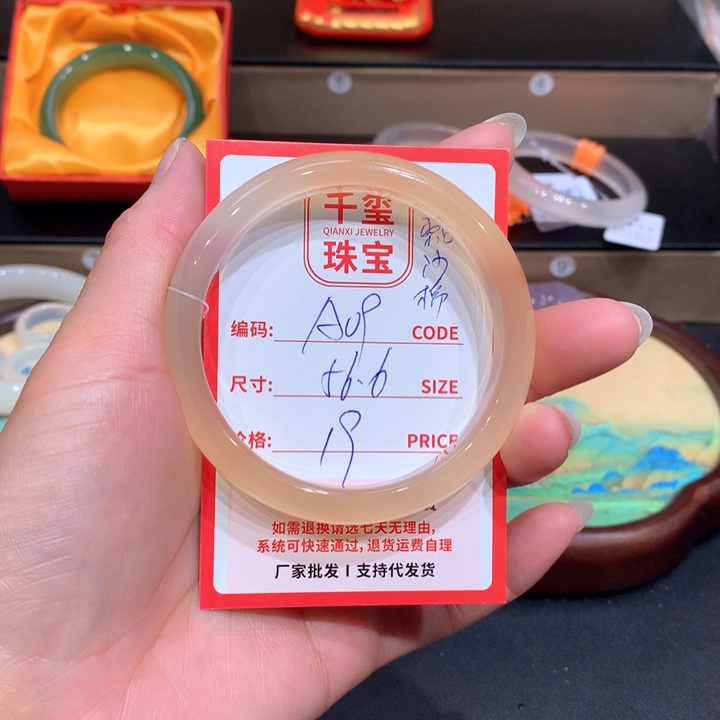 千玺
QIANXI JEWELRY
珠宝
编码: A09 CODE
尺寸: 56.6 SIZE
价格: 19 PRICE
如需退换请选七天无理由,
系统可快速通过, 退货运费自理
厂家批发 I 支持代发货